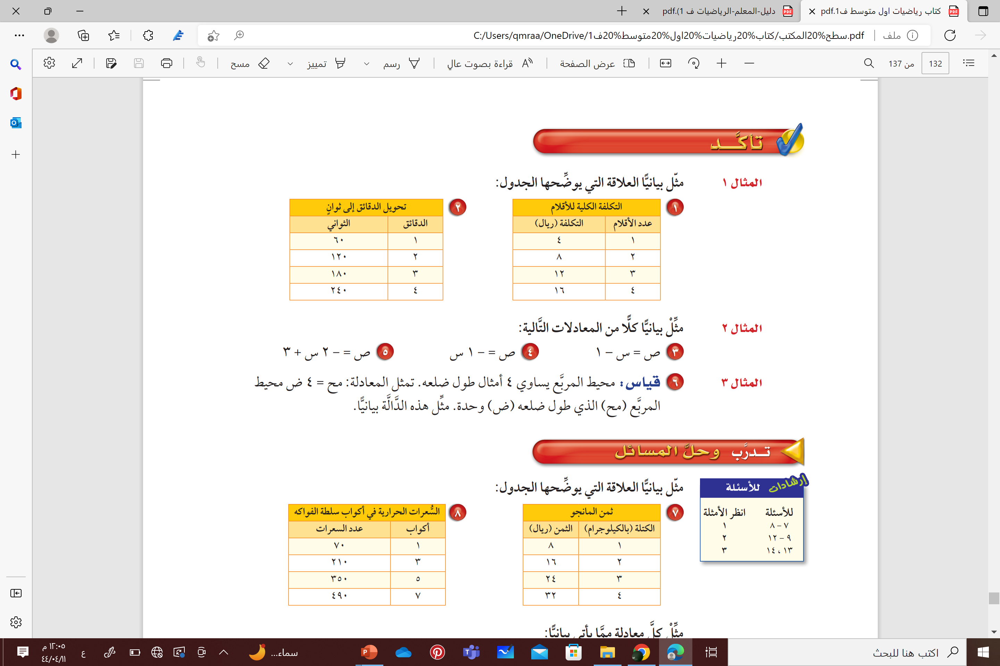 كتاب رياضيات اول متوسط ف1.pdf
دليل-المعلم-الرياضيات ف 1).pdf
ملف
C:/Users/qmraa/OneDrive/سطح%20المكتب/كتاب%20رياضيات%20اول%20متوسط%20ف1.pdf
132 من 137
عرض الصفحة
قراءة بصوت عالٍ
رسم
تمييز
مسح
تأكَّـــد
المثال ١
مثّل بيانيًّا العلاقة التي يوضِّحها الجدول:
١
التكلفة الكلية للأقلام
عدد الأقلام التكلفة (ريال)
١ ٤
٢ ٨
٣ ١٢
٤ ١٦
٢
تحويل الدقائق إلى ثوانٍ
الدقائق الثواني
١ ٦٠
٢ ١٢٠
٣ ١٨٠
٤ ٢٤٠
المثال ٢
مثِّلْ بيانيًّا كلًّا من المعادلات التَّالية:
٣ ص = س – ١
٤ ص = – ١ س
٥ ص = – ٢ س + ٣
المثال ٣
٦ قياس: محيط المربَّع يساوي ٤ أمثال طول ضلعه. تمثل المعادلة: مح = ٤ ض محيط
المربَّع (مح) الذي طول ضلعه (ض) وحدة. مثِّل هذه الدَّالَّة بيانيًّا.
تـدرَّب وحلَّ المسائل
إرشادات للأسئلة
للأسئلة انظر الأمثلة
٧ – ٨ ١
٩ – ١٢ ٢
١٣ ، ١٤ ٣
مثّل بيانيًّا العلاقة التي يوضِّحها الجدول:
٧
ثمن المانجو
الكتلة (بالكيلوجرام) الثمن (ريال)
١ ٨
٢ ١٦
٣ ٢٤
٤ ٣٢
٨
السُّعرات الحرارية في أكواب سلطة الفواكه
أكواب عدد السعرات
١ ٧٠
٣ ٢١٠
٥ ٣٥٠
٧ ٤٩٠
مثِّلْ كلَّ معادلة ممَّا يأتي بيانيًّا:
اكتب هنا للبحث
سماء...
ع
١٢:٠٥ م
٤٤/٠٤/١١